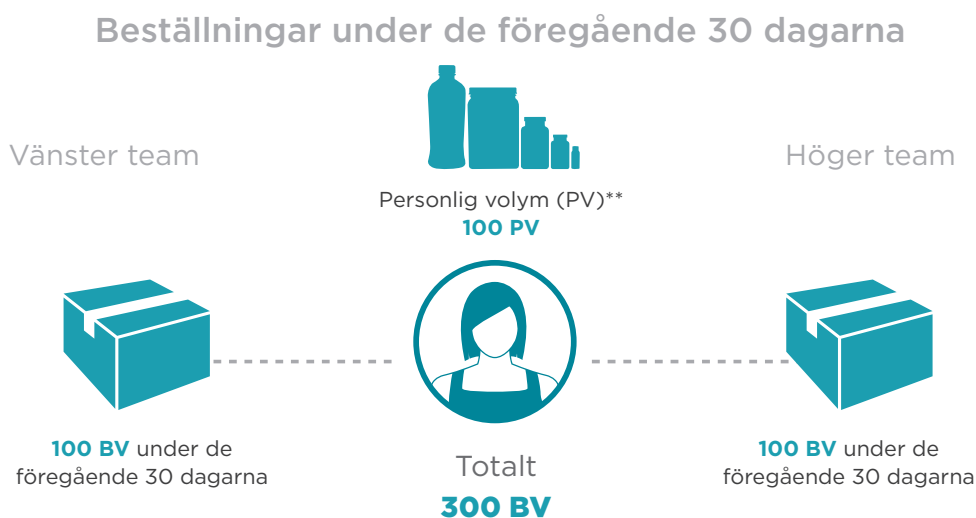 Beställningar under de föregående 30 dagarna
Vänster team
Höger team
Personlig volym (PV)**
100 PV
100 BV under de
föregående 30 dagarna
Totalt
300 BV
100 BV under de
föregående 30 dagarna